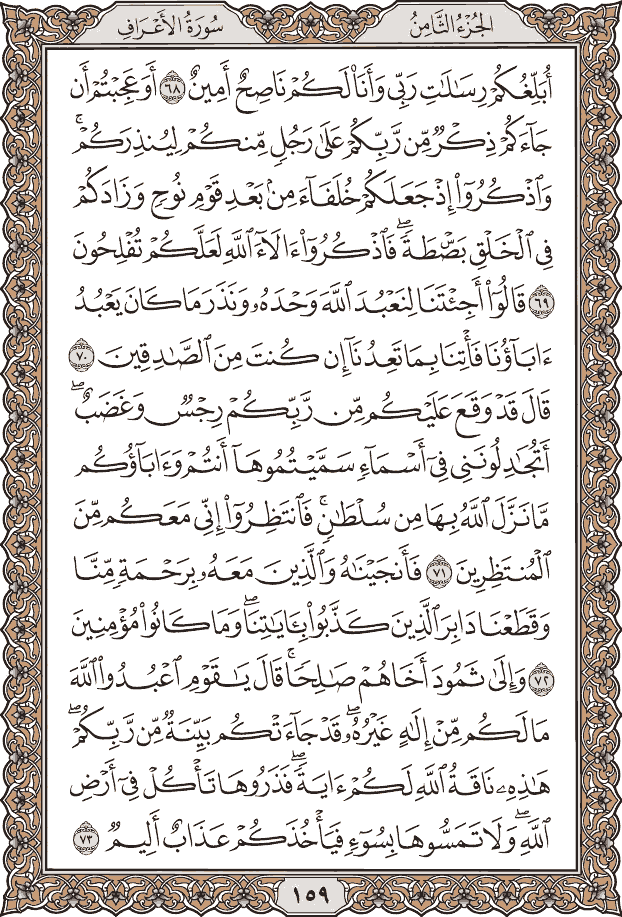 الجُزْءُ الثَّامِنُ
سُورَةُ الأَعْرَافِ
أُبَلِّغُكُمْ رِسَٰلَٰتِ رَبِّي وَأَنَا۠ لَكُمْ نَاصِحٌ أَمِينٌ ٦٨ أَوَعَجِبْتُمْ أَن
جَآءَكُمْ ذِكْرٌ مِّن رَّبِّكُمْ عَلَىٰ رَجُلٍ مِّنكُمْ لِيُنذِرَكُمْ ۚ
وَٱذْكُرُوٓا۟ إِذْ جَعَلَكُمْ خُلَفَآءَ مِنۢ بَعْدِ قَوْمِ نُوحٍ وَزَادَكُمْ
فِي ٱلْخَلْقِ بَصْۜطَةً ۖ فَٱذْكُرُوٓا۟ ءَالَآءَ ٱللَّهِ لَعَلَّكُمْ تُفْلِحُونَ
٦٩ قَالُوٓا۟ أَجِئْتَنَا لِنَعْبُدَ ٱللَّهَ وَحْدَهُۥ وَنَذَرَ مَا كَانَ يَعْبُدُ
ءَابَآؤُنَا فَأْتِنَا بِمَا تَعِدُنَآ إِن كُنتَ مِنَ ٱلصَّٰدِقِينَ ٧٠
قَالَ قَدْ وَقَعَ عَلَيْكُم مِّن رَّبِّكُمْ رِجْسٌ وَغَضَبٌ ۖ
أَتُجَٰدِلُونَنِي فِيٓ أَسْمَآءٍ سَمَّيْتُمُوهَآ أَنتُمْ وَءَابَآؤُكُم
مَّا نَزَّلَ ٱللَّهُ بِهَا مِن سُلْطَٰنٍ ۚ فَٱنتَظِرُوٓا۟ إِنِّي مَعَكُم مِّنَ
ٱلْمُنتَظِرِينَ ٧١ فَأَنجَيْنَٰهُ وَٱلَّذِينَ مَعَهُۥ بِرَحْمَةٍ مِّنَّا
وَقَطَعْنَا دَابِرَ ٱلَّذِينَ كَذَّبُوا۟ بِـَٔايَٰتِنَا ۖ وَمَا كَانُوا۟ مُؤْمِنِينَ
٧٢ وَإِلَىٰ ثَمُودَ أَخَاهُمْ صَٰلِحًا ۗ قَالَ يَٰقَوْمِ ٱعْبُدُوا۟ ٱللَّهَ
مَا لَكُم مِّنْ إِلَٰهٍ غَيْرُهُۥ ۖ قَدْ جَآءَتْكُم بَيِّنَةٌ مِّن رَّبِّكُمْ ۖ
هَٰذِهِۦ نَاقَةُ ٱللَّهِ لَكُمْ ءَايَةً ۖ فَذَرُوهَا تَأْكُلْ فِيٓ أَرْضِ
ٱللَّهِ ۖ وَلَا تَمَسُّوهَا بِسُوٓءٍ فَيَأْخُذَكُمْ عَذَابٌ أَلِيمٌ ٧٣
١٥٩